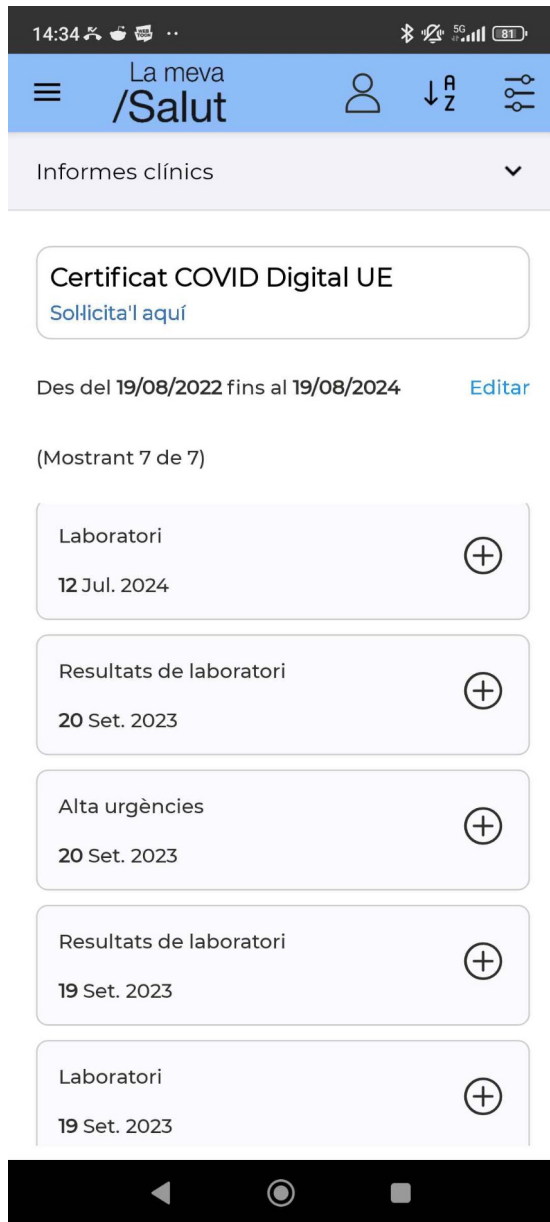 14:34
5G
81
La meva
/Salut
A
Z
Informes clínics
Certificat COVID Digital UE
Sol·licita'l aquí
Des del 19/08/2022 fins al 19/08/2024 Editar
(Mostrant 7 de 7)
Laboratori
12 Jul. 2024
Resultats de laboratori
20 Set. 2023
Alta urgències
20 Set. 2023
Resultats de laboratori
19 Set. 2023
Laboratori
19 Set. 2023